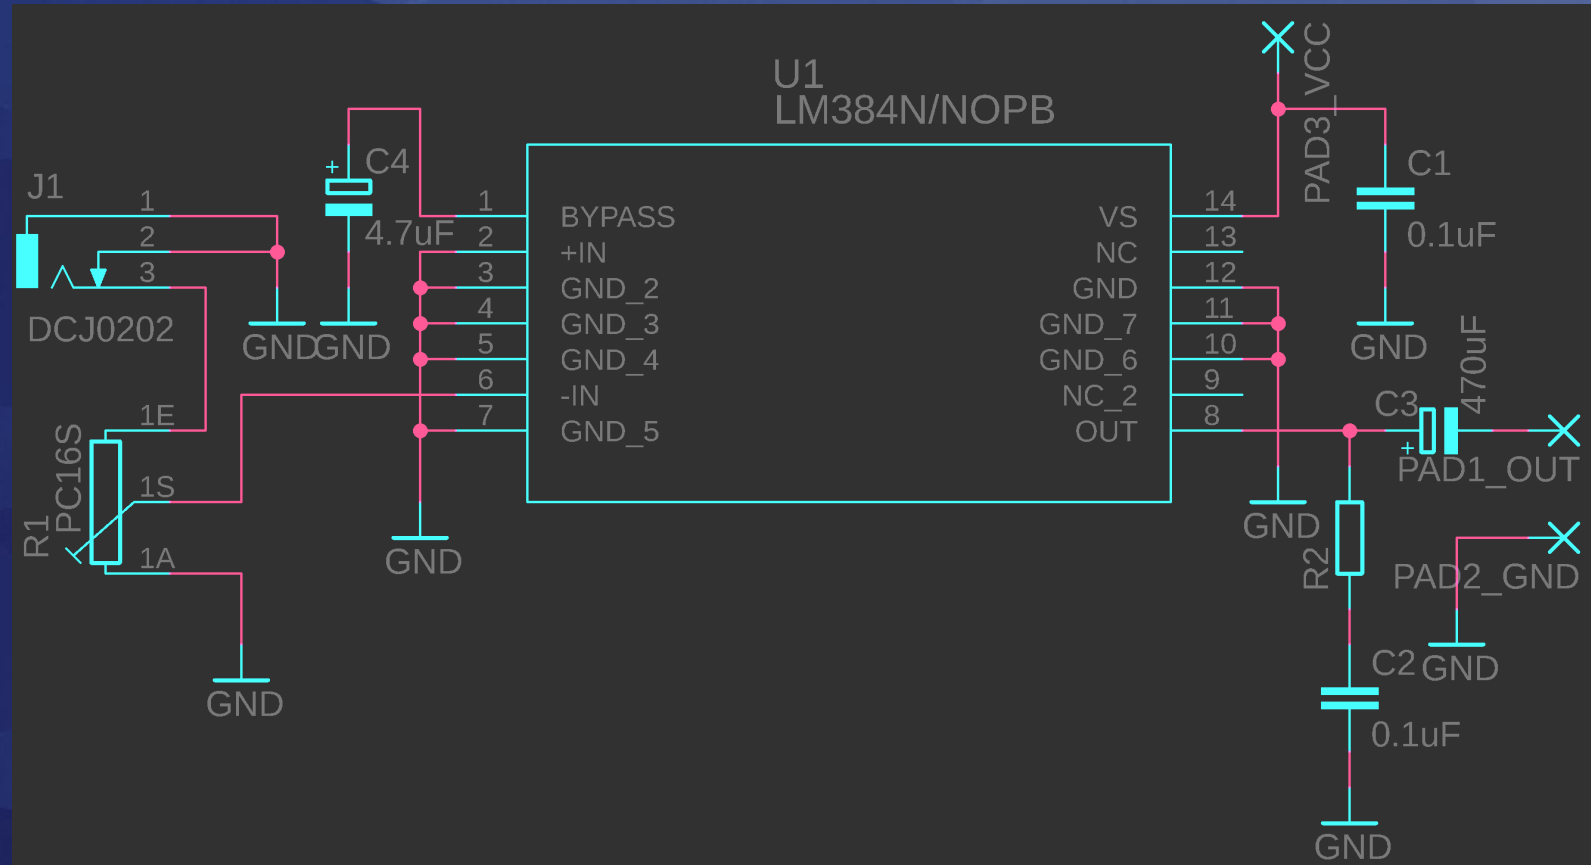 U1
LM384N/NOPB
PAD3_VCC
C1
0.1uF
GND
J1
1
2
3
DCJ0202
GND
+
C4
4.7uF
GND
1
BYPASS
2
+IN
3
GND_2
4
GND_3
5
GND_4
6
-IN
7
GND_5
GND
14
VS
13
NC
12
GND
11
GND_7
10
GND_6
9
NC_2
8
OUT
GND
R1
PC16S
1E
1S
1A
GND
C3
470uF
+
PAD1_OUT
R2
PAD2_GND
GND
C2
0.1uF
GND